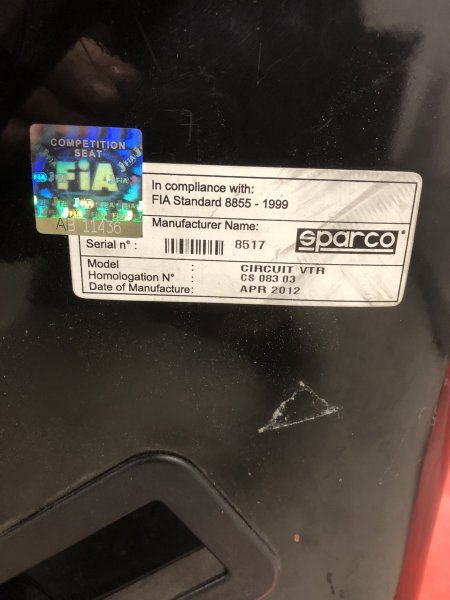 COMPETITION
SEAT
FIA
AB 11436
In compliance with:
FIA Standard 8855 - 1999
Manufacturer Name:
Serial n° : 8517 sparco
Model : CIRCUIT VTR
Homologation N° : CS 083 03
Date of Manufacture: APR 2012